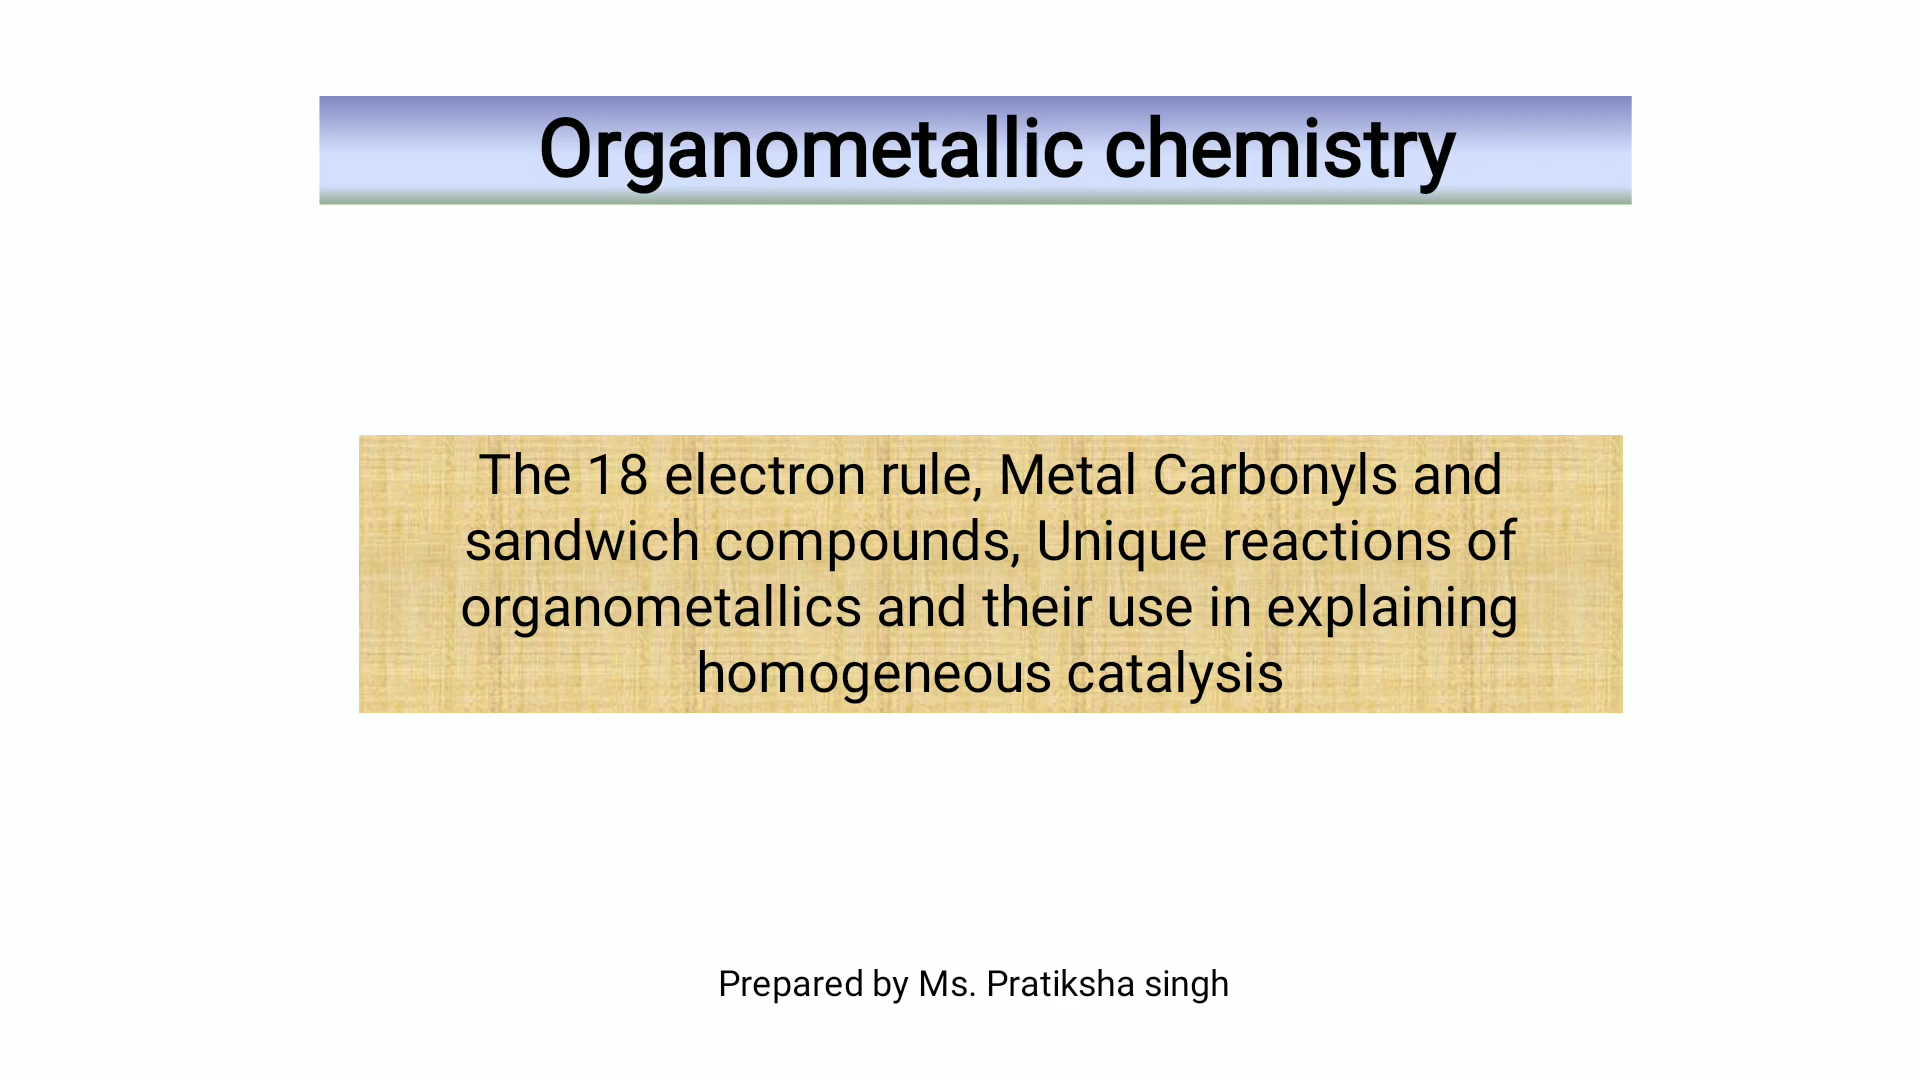 Organometallic chemistry
The 18 electron rule, Metal Carbonyls and
sandwich compounds, Unique reactions of
organometallics and their use in explaining
homogeneous catalysis
Prepared by Ms. Pratiksha singh